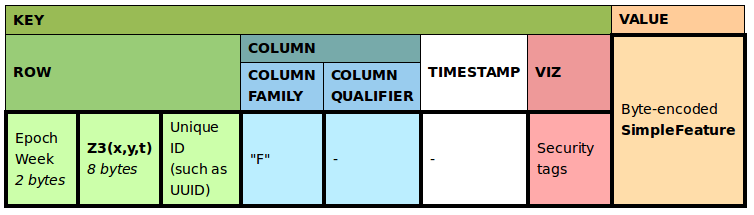 KEY
VALUE
ROW
COLUMN
COLUMN
FAMILY
COLUMN
QUALIFIER
TIMESTAMP
VIZ
Byte-encoded
SimpleFeature
Epoch
Week
2 bytes
Z3(x,y,t)
8 bytes
Unique
ID
(such as
UUID)
"F"
-
-
Security
tags